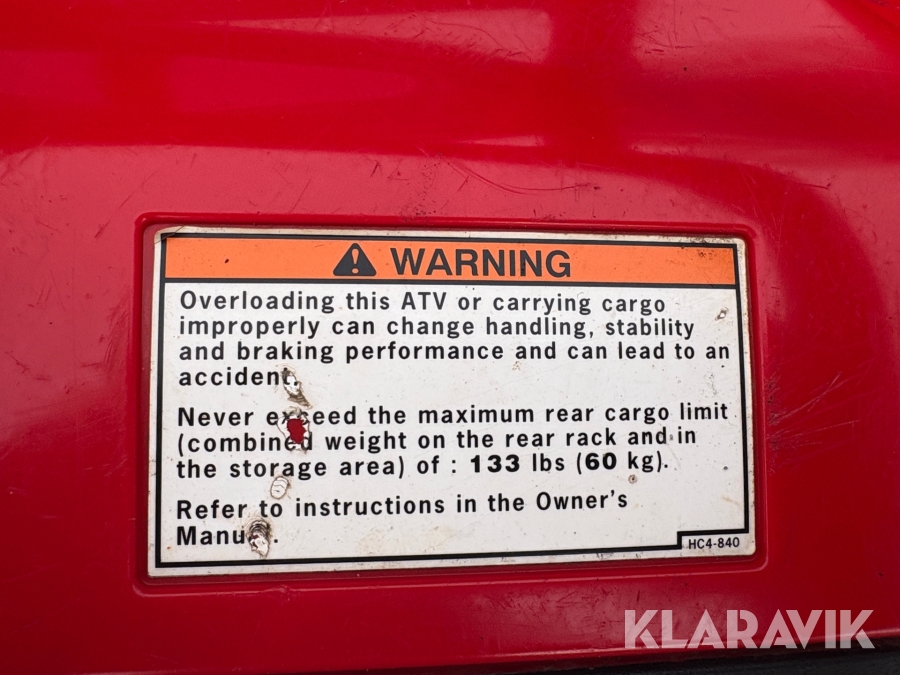 WARNING
Overloading this ATV or carrying cargo
improperly can change handling, stability
and braking performance and can lead to an
accident.
Never exceed the maximum rear cargo limit
(combined weight on the rear rack and in
the storage area) of : 133 lbs (60 kg).
Refer to instructions in the Owner's
Manual.
HC4-840
KLARAVIK